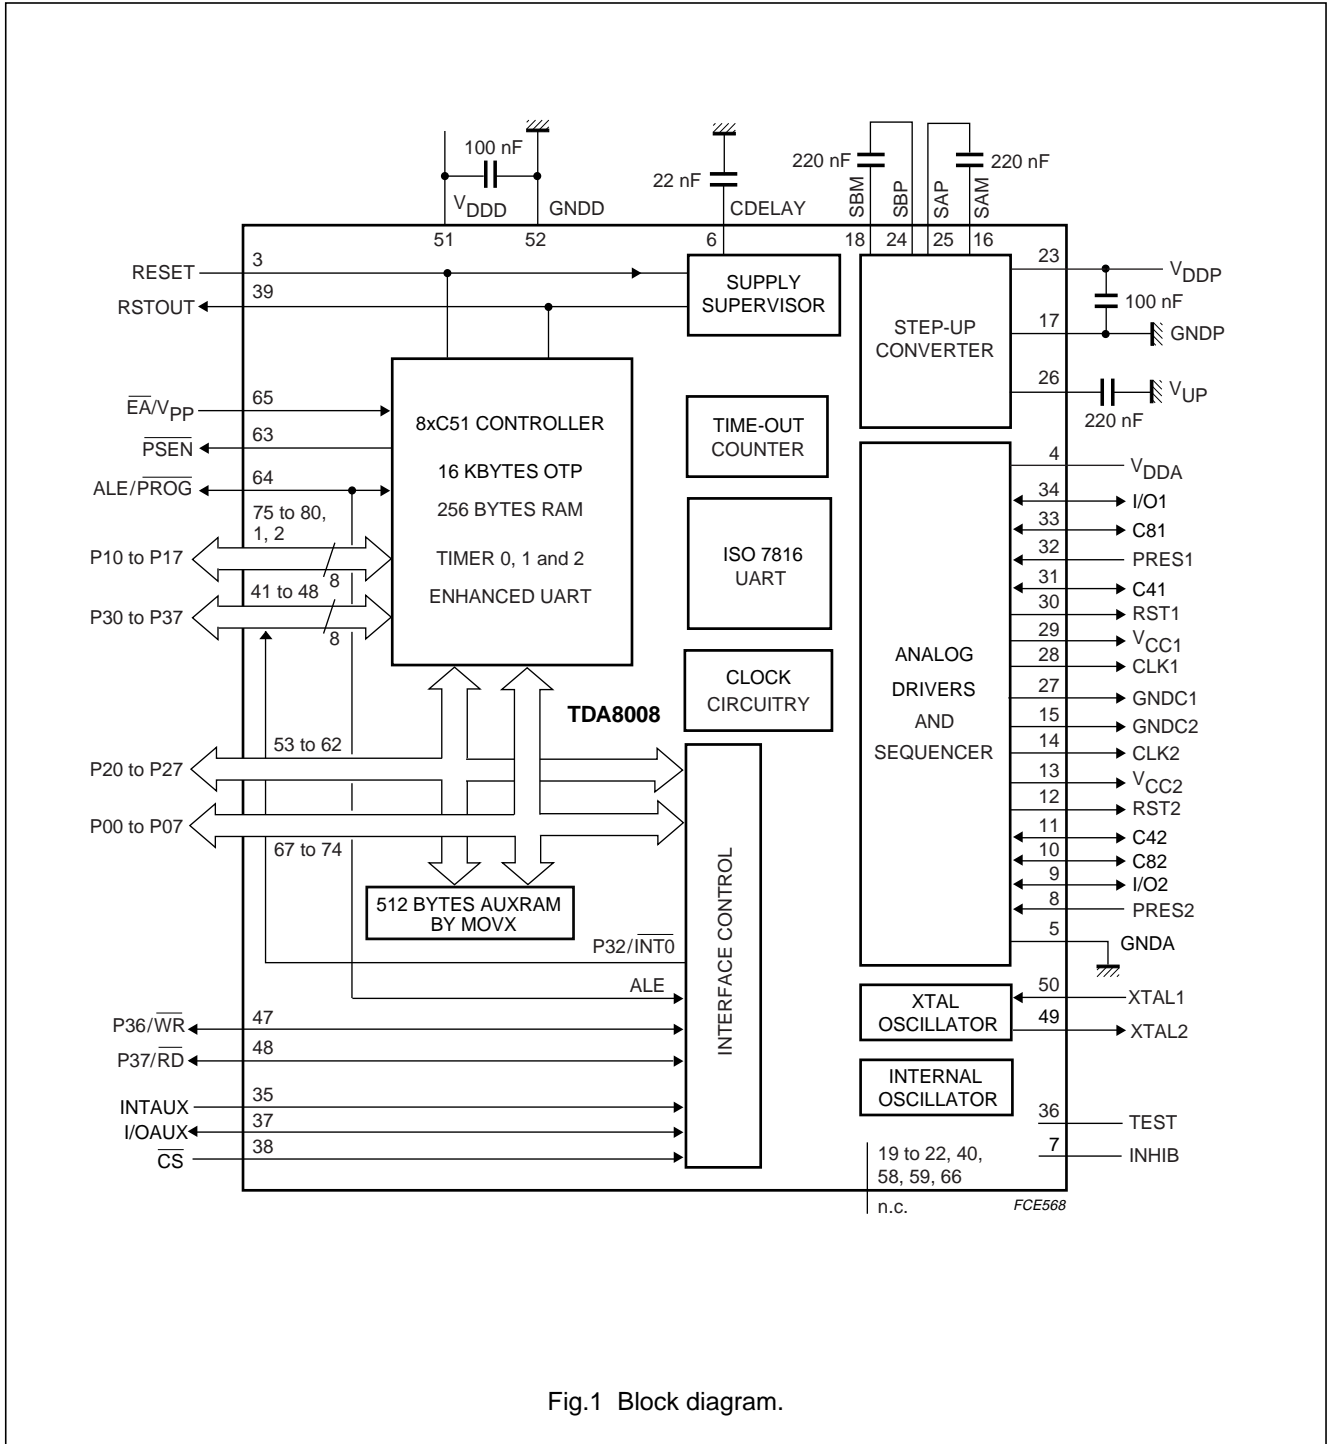 100 nF
22 nF
220 nF
220 nF
VDDD
GNDD
CDELAY
SBM
SBP
SAP
SAM
51
52
6
18
24
25
16
RESET
3
RSTOUT
39
SUPPLY
SUPERVISOR
STEP-UP
CONVERTER
23
VDDP
100 nF
17
GNDP
26
VUP
220 nF
EA/VPP
65
PSEN
63
ALE/PROG
64
75 to 80,
1, 2
P10 to P17
8
41 to 48
P30 to P37
8
8xC51 CONTROLLER
16 KBYTES OTP
256 BYTES RAM
TIMER 0, 1 and 2
ENHANCED UART
TIME-OUT
COUNTER
ISO 7816
UART
CLOCK
CIRCUITRY
TDA8008
ANALOG
DRIVERS
AND
SEQUENCER
4
VDDA
34
I/O1
33
C81
32
PRES1
31
C41
30
RST1
29
VCC1
28
CLK1
27
GNDC1
15
GNDC2
14
CLK2
13
VCC2
12
RST2
11
C42
10
C82
9
I/O2
8
PRES2
5
GNDA
53 to 62
P20 to P27
P00 to P07
67 to 74
512 BYTES AUXRAM
BY MOVX
INTERFACE CONTROL
P32/INT0
ALE
P36/WR
47
P37/RD
48
INTAUX
35
I/OAUX
37
CS
38
XTAL
OSCILLATOR
50
XTAL1
49
XTAL2
INTERNAL
OSCILLATOR
36
TEST
7
INHIB
19 to 22, 40,
58, 59, 66
n.c.
FCE568
Fig.1 Block diagram.